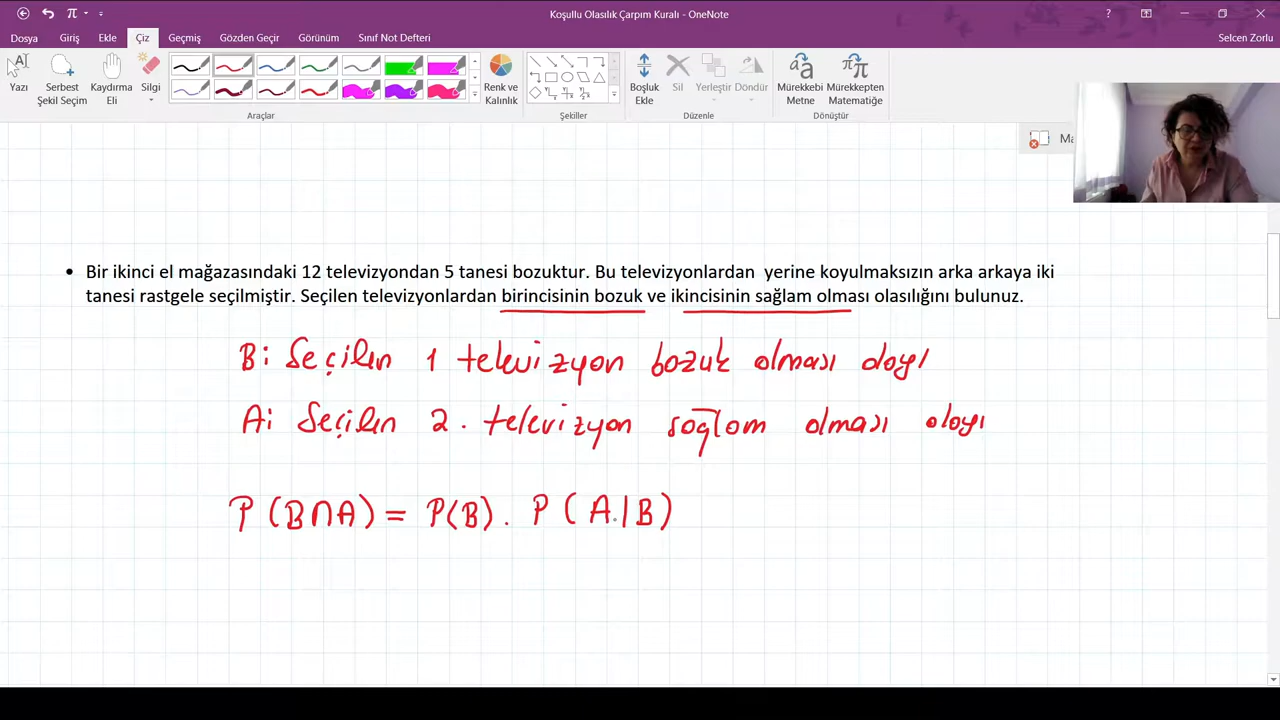 Koşullu Olasılık Çarpım Kuralı - OneNote
Dosya Giriş Ekle Çiz Geçmiş Gözden Geçir Görünüm Sınıf Not Defteri
Selcen Zorlu
Yazı
Serbest Şekil Seçim
Kaydırma Eli
Silgi
Renk ve Kalınlık
Boşluk Ekle
Sil
Yerleştir
Döndür
Mürekkebi Metne
Mürekkepten Matematiğe
Araçlar
Şekiller
Düzenle
Dönüştür
• Bir ikinci el mağazasındaki 12 televizyondan 5 tanesi bozuktur. Bu televizyonlardan yerine koyulmaksızın arka arkaya iki
tanesi rastgele seçilmiştir. Seçilen televizyonlardan birincisinin bozuk ve ikincisinin sağlam olması olasılığını bulunuz.
B: Seçilen 1 televizyon bozuk olması olayı
A: Seçilen 2. televizyon sağlam olması olayı
P (B∩A) = P(B) . P (A|B)